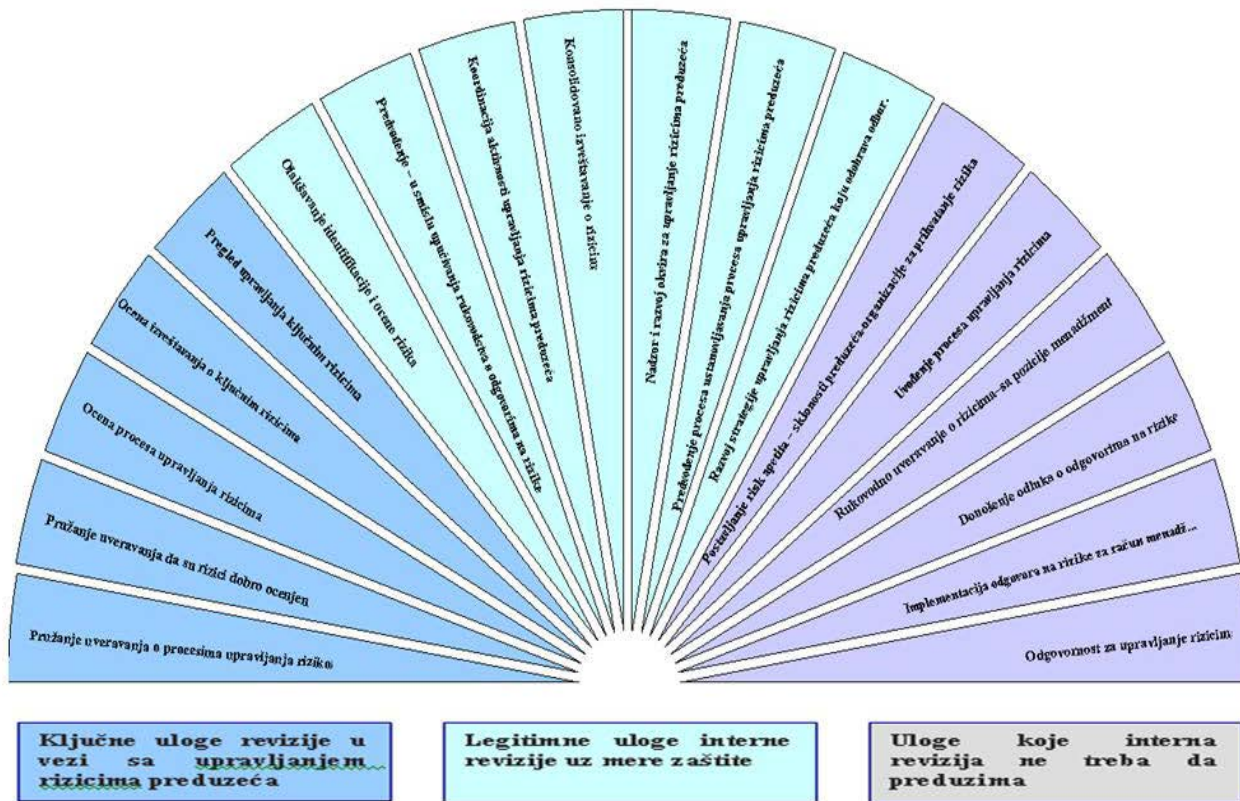 Pružanje uveravanja o procesima upravljanja riziko
Pružanje uveravanja da su rizici dobro ocenjen
Ocena procesa upravljanja rizicima
Ocena izveštavanja o ključnim rizicima
Pregled upravljanja ključnim rizicima
Olakšavanje identifikacije i ocene rizika
Predvođenje – u smislu upućivanja rukovodstva o odgovorima na rizike
Koordinacija aktivnosti upravljanja rizicima preduzeća
Konsolidovano izveštavanje o rizicim
Nadzor i razvoj okvira za upravljanje rizicima preduzeća
Predvođenje procesa ustanovljavanja procesa upravljanja rizicima preduzeća
Razvoj strategije upravljanja rizicima preduzeća koju odobrava odbor.
Postavljanje risk apetita – sklonosti preduzeća-organizacije za prihvatanje rizika
Uvođenje procesa upravljanja rizicima
Rukovodno uveravanje o rizicima–sa pozicije menadžment
Donošenje odluka o odgovorima na rizike
Implementacija odgovora na rizike za račun menadž...
Odgovornost za upravljanje rizicim
Ključne uloge revizije u
vezi sa upravljanjem
rizicima preduzeća
Legitimne uloge interne
revizije uz mere zaštite
Uloge koje interna
revizija ne treba da
preduzima